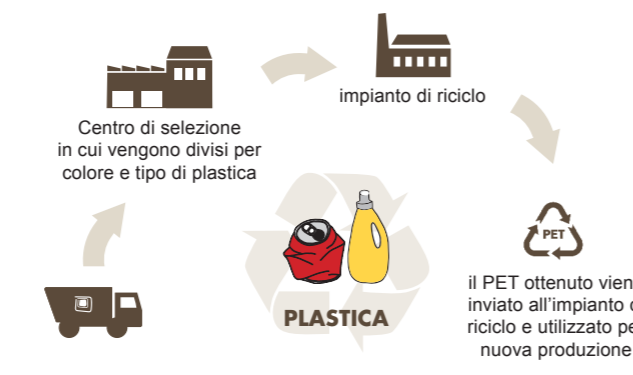 impianto di riciclo
Centro di selezione
in cui vengono divisi per
colore e tipo di plastica
PET
il PET ottenuto vien
inviato all'impianto
riciclo e utilizzato pe
nuova produzione
PLASTICA